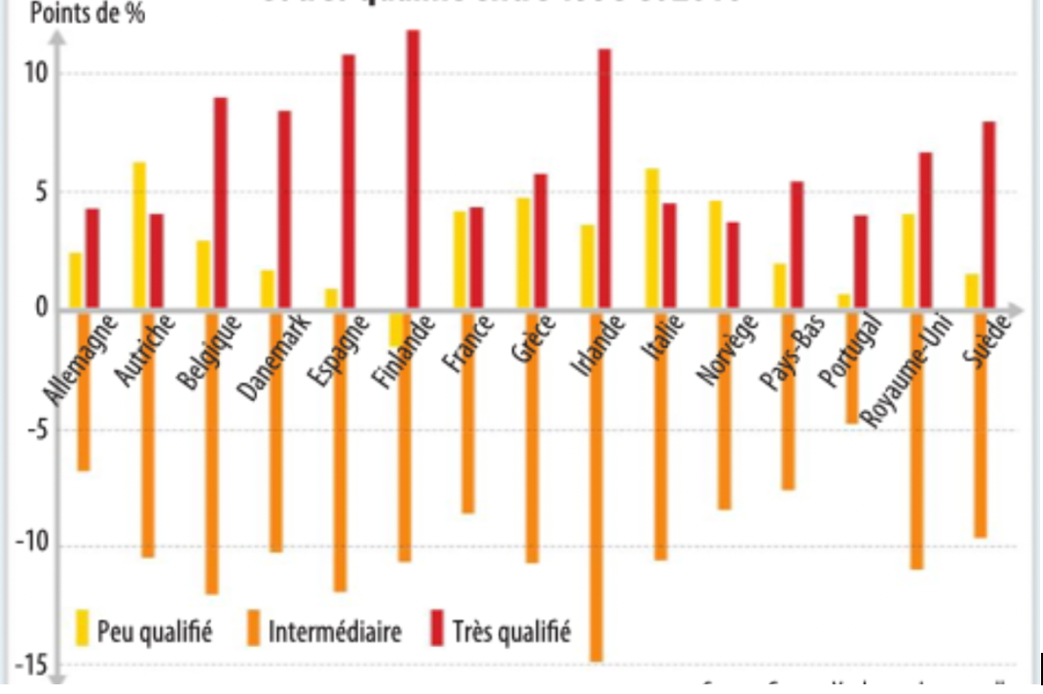 Points de %
10
5
0
-5
-10
-15
Allemagne
Autriche
Belgique
Danemark
Espagne
Finlande
France
Grèce
Irlande
Italie
Norvège
Pays-Bas
Portugal
Royaume-Uni
Suède
Peu qualifié
Intermédiaire
Très qualifié